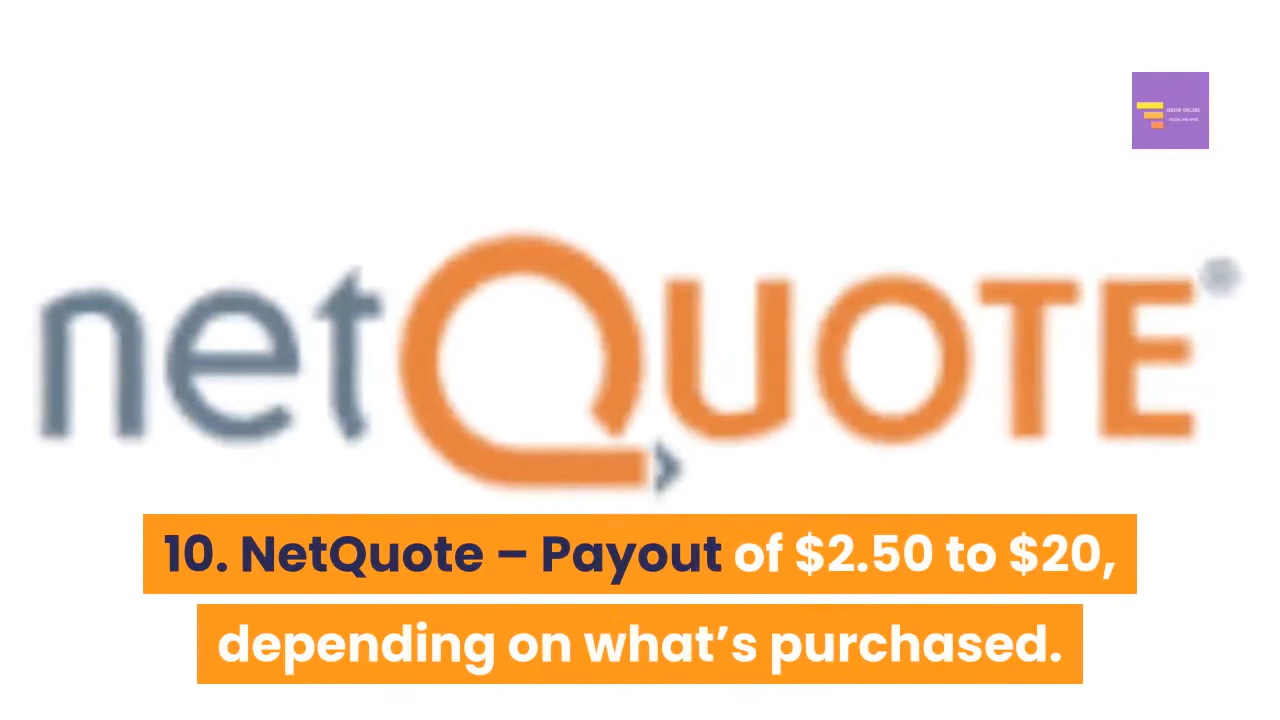 netQUOTE®
10. NetQuote – Payout of $2.50 to $20,
depending on what’s purchased.